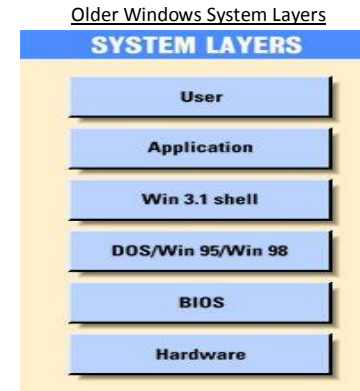 Older Windows System Layers
SYSTEM LAYERS
User
Application
Win 3.1 shell
DOS/Win 95/Win 98
BIOS
Hardware